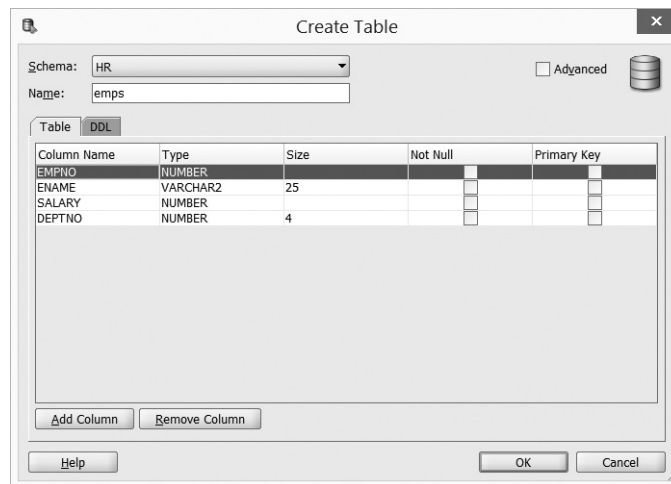 Create Table
Schema: HR
Advanced
Name: emps
Table DDL
Column Name Type Size Not Null Primary Key
EMPNO NUMBER
ENAME VARCHAR2 25
SALARY NUMBER
DEPTNO NUMBER 4
Add Column Remove Column
Help OK Cancel